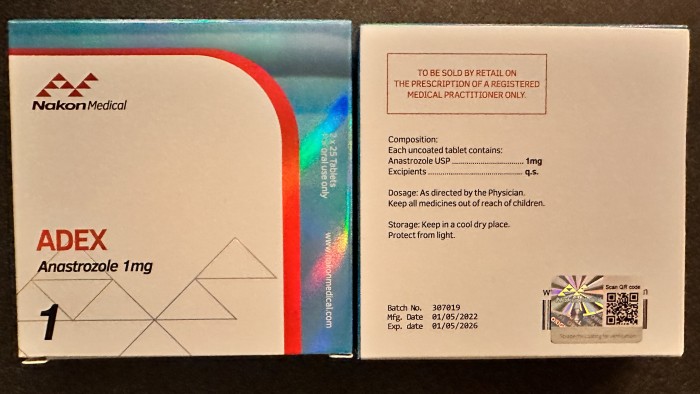 Nakon Medical
2 x 25 Tablets
For oral use only
www.nakonmedical.com
ADEX
Anastrozole 1mg
1
TO BE SOLD BY RETAIL ON
THE PRESCRIPTION OF A REGISTERED
MEDICAL PRACTITIONER ONLY.
Composition:
Each uncoated tablet contains:
Anastrozole USP ................................ 1mg
Excipients .......................................... q.s.
Dosage: As directed by the Physician.
Keep all medicines out of reach of children.
Storage: Keep in a cool dry place.
Protect from light.
Batch No. 307019
Mfg. Date 01/05/2022
Exp. date 01/05/2026
Scan QR code